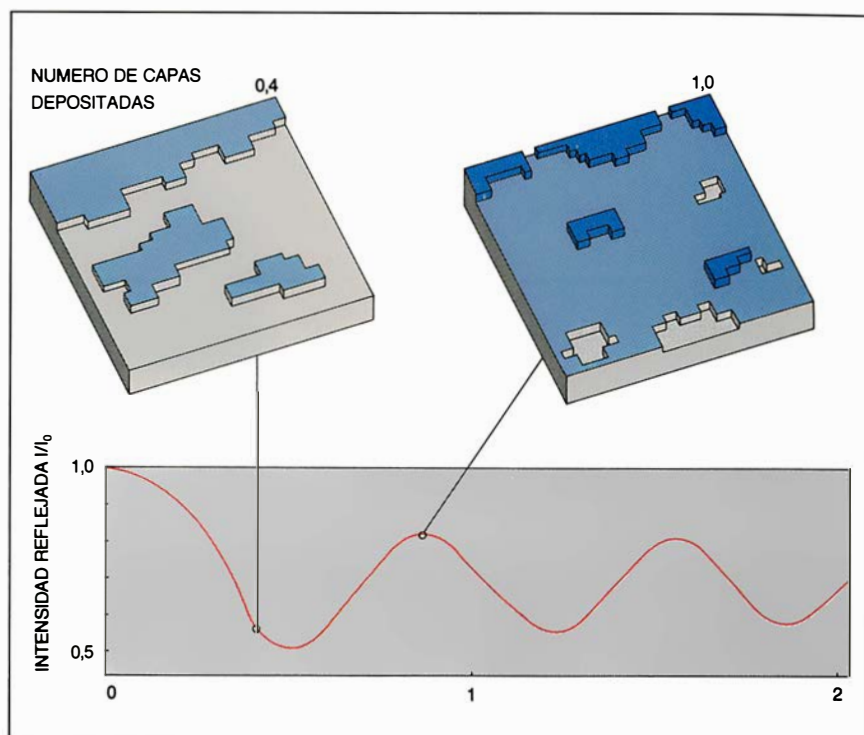 NUMERO DE CAPAS
DEPOSITADAS
0,4
1,0
INTENSIDAD REFLEJADA I/I₀
1,0
0,5
0
1
2